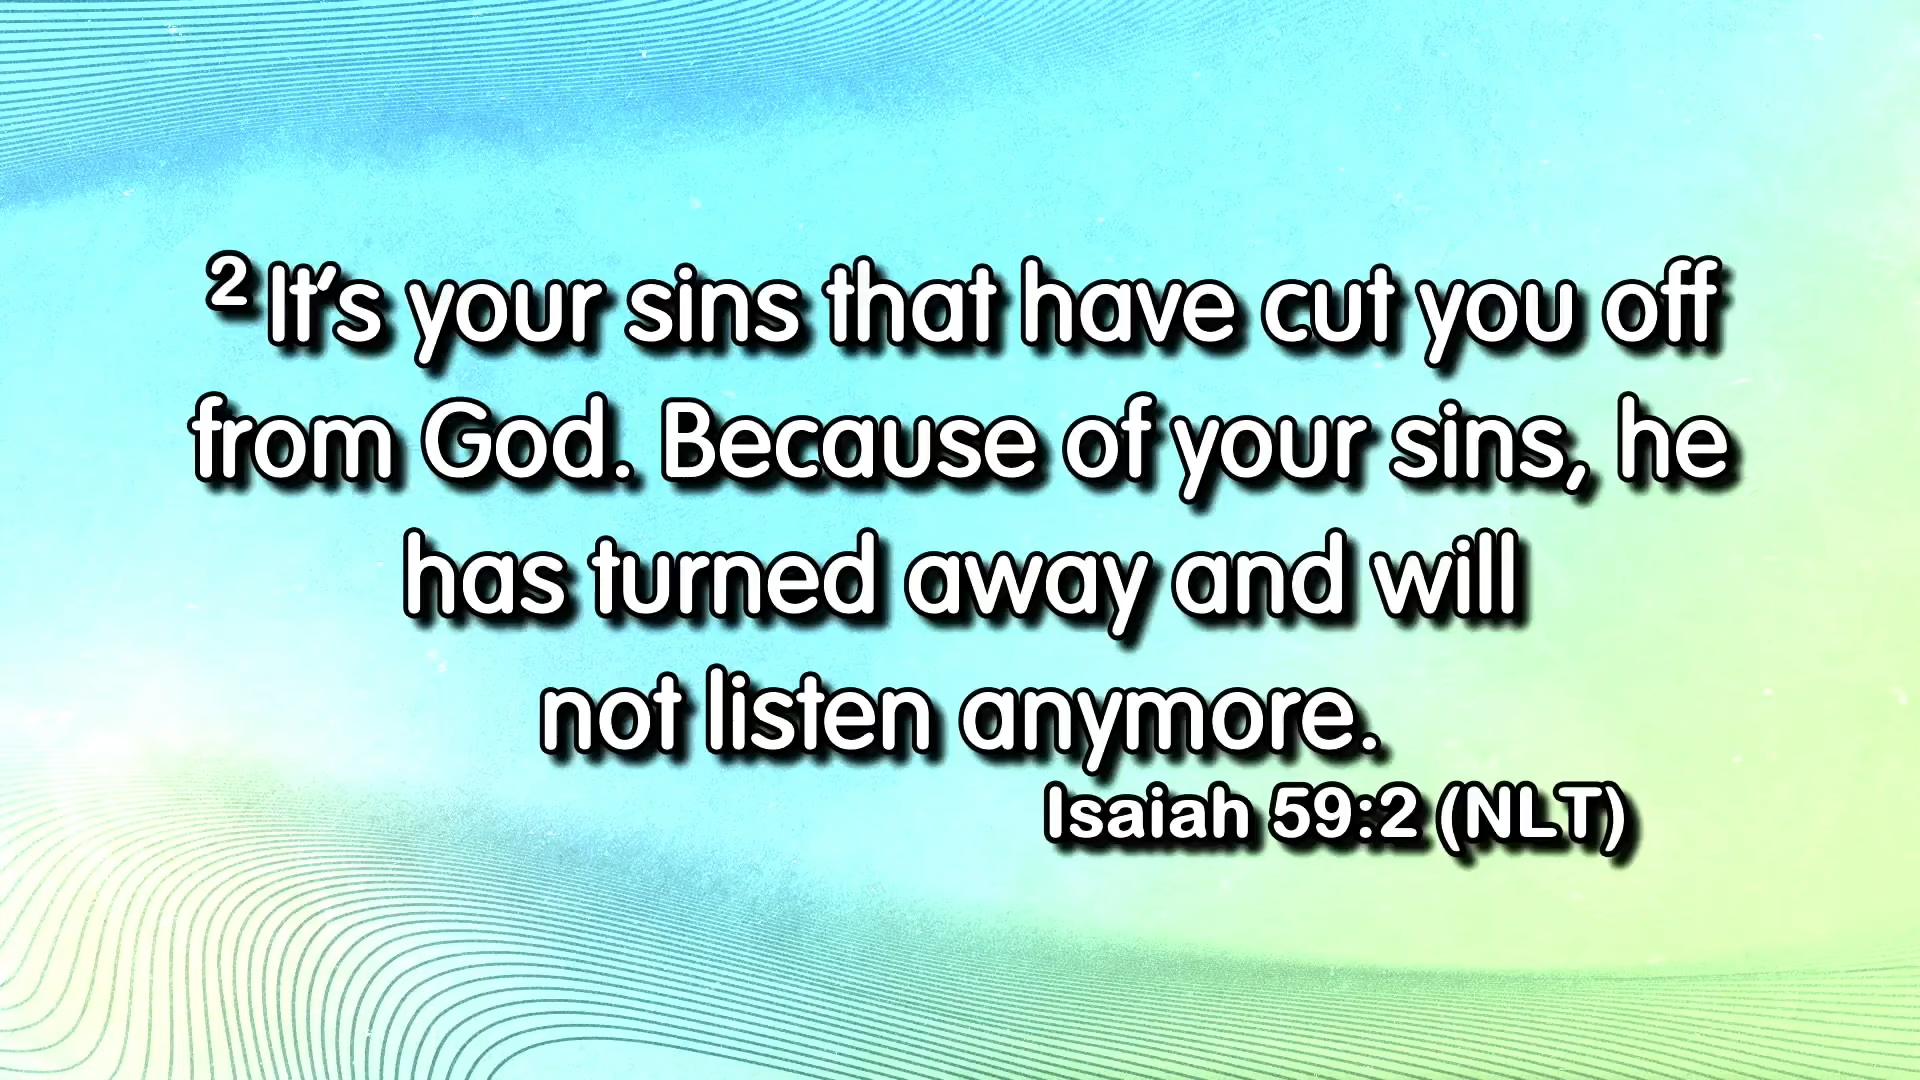 2 It’s your sins that have cut you off
from God. Because of your sins, he
has turned away and will
not listen anymore.
Isaiah 59:2 (NLT)